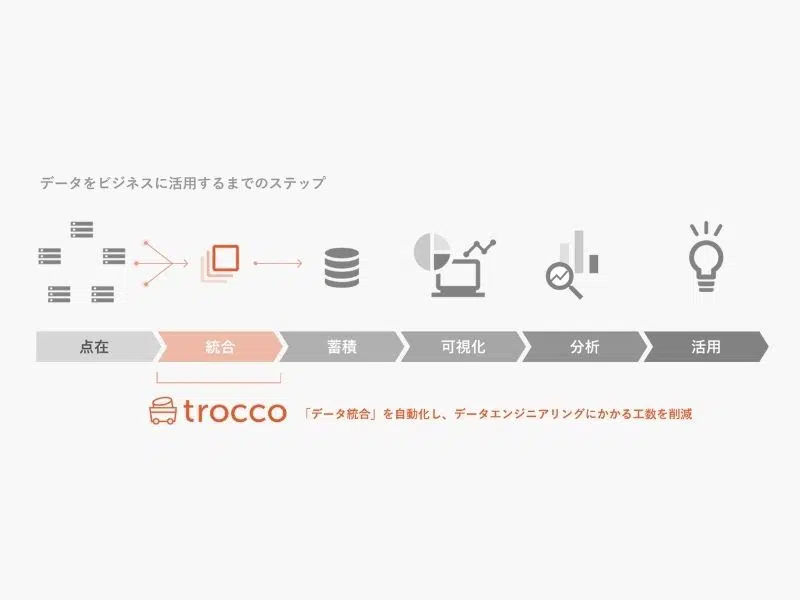 データをビジネスに活用するまでのステップ
点在 統合 蓄積 可視化 分析 活用
trocco 「データ統合」を自動化し、データエンジニアリングにかかる工数を削減